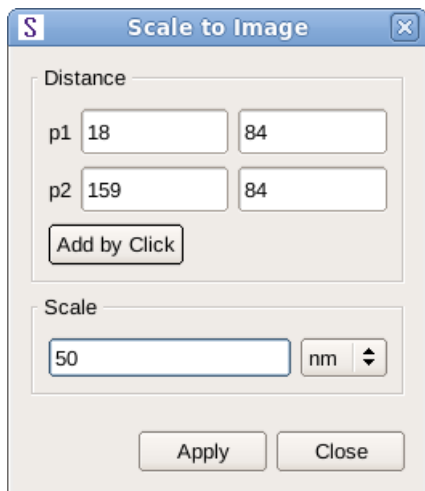 S Scale to Image
Distance
p1 18 84
p2 159 84
Add by Click
Scale
50 nm
Apply Close